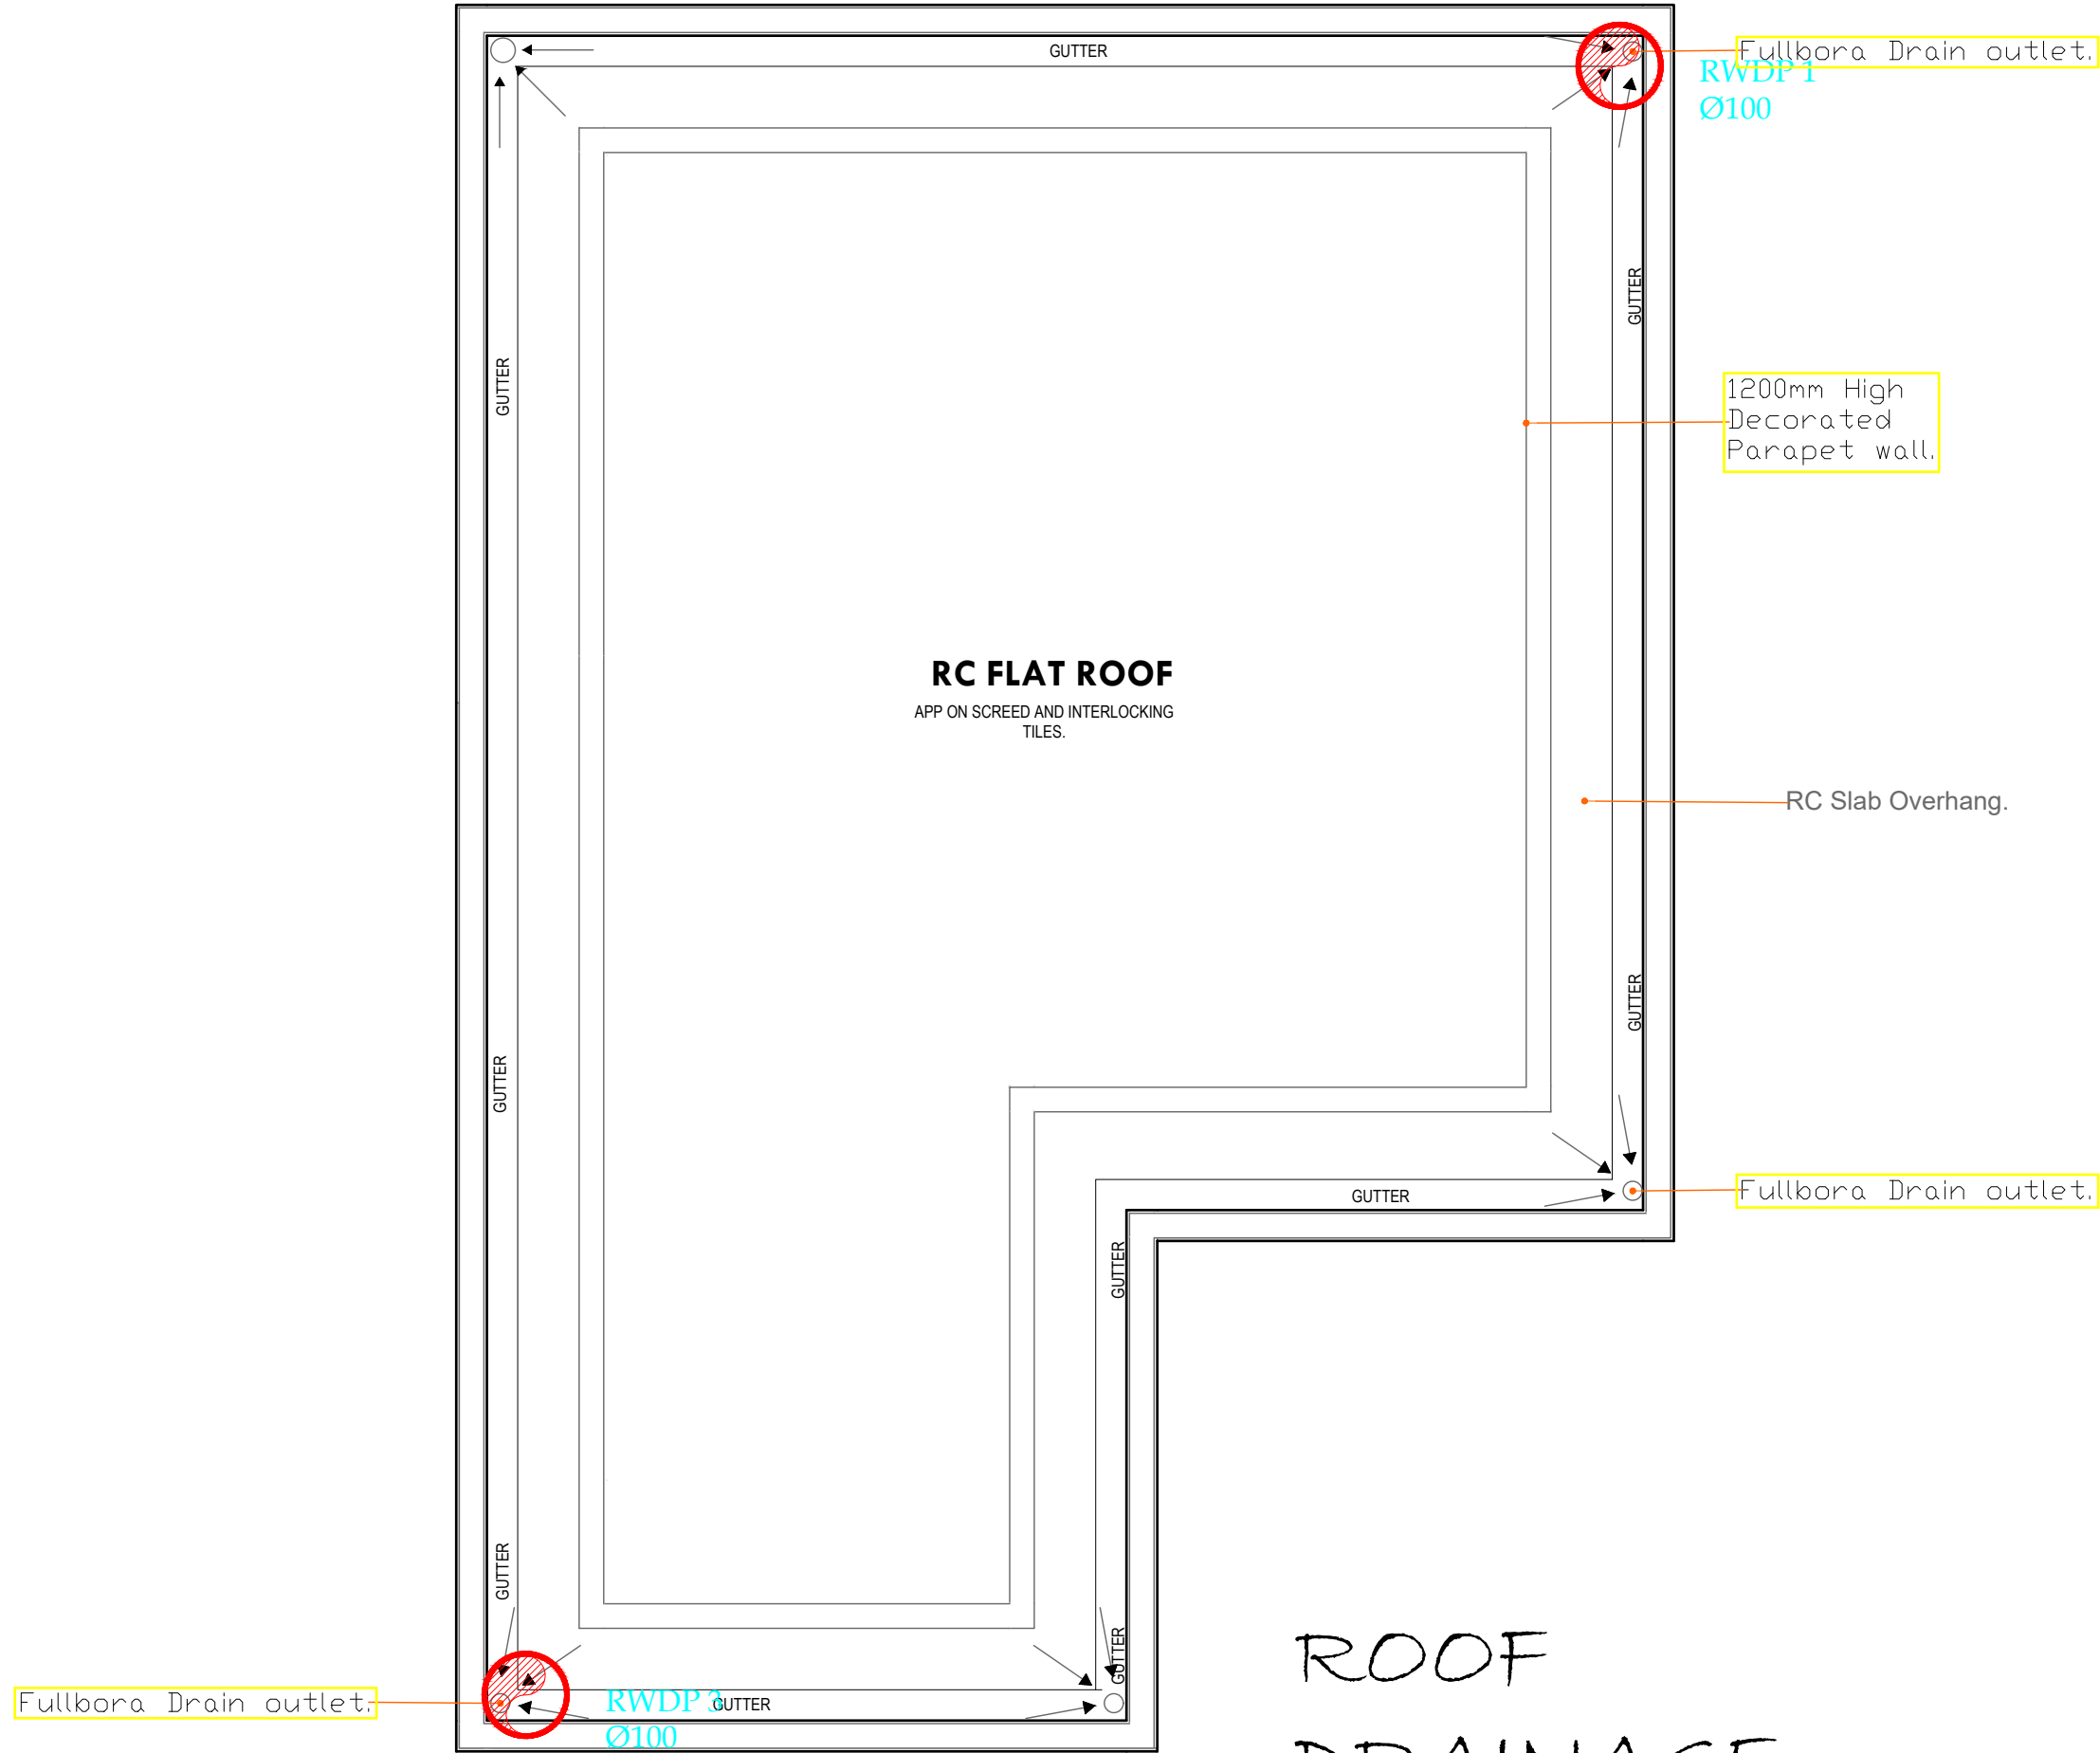 GUTTER
Fullbora Drain outlet.
RWDP 1
Ø100
GUTTER
GUTTER
1200mm High
Decorated
Parapet wall.
RC FLAT ROOF
APP ON SCREED AND INTERLOCKING
TILES.
RC Slab Overhang.
GUTTER
GUTTER
Fullbora Drain outlet.
GUTTER
GUTTER
GUTTER
GUTTER
ROOF
Fullbora Drain outlet.
RWDP 3
GUTTER
Ø100
DRAINAGE